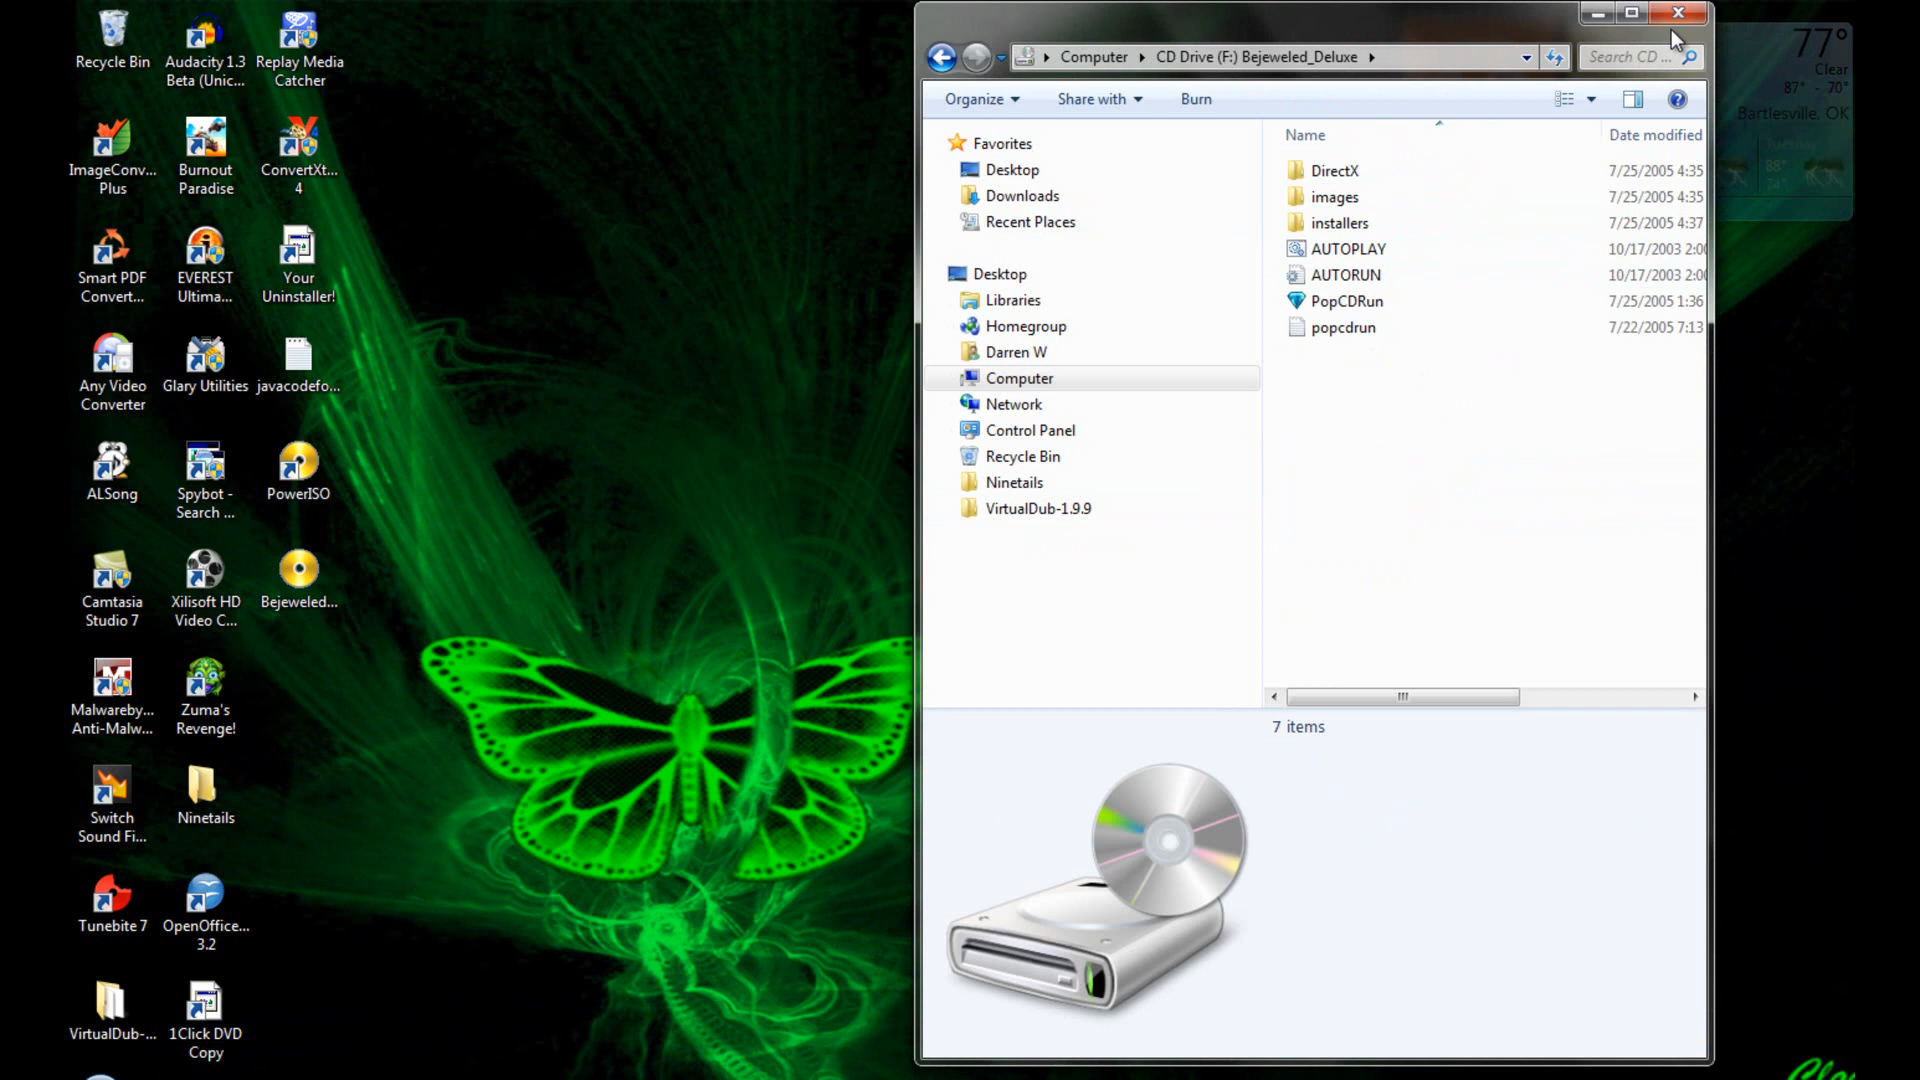 Recycle Bin
Audacity 1.3
Beta (Unic...
Replay Media
Catcher
ImageConv...
Plus
Burnout
Paradise
ConvertXt...
4
Smart PDF
Convert...
EVEREST
Ultima...
Your
Uninstaller!
Any Video
Converter
Glary Utilities
javacodefo...
ALSong
Spybot -
Search ...
PowerISO
Camtasia
Studio 7
Xilisoft HD
Video C...
Bejeweled...
Malwareby...
Anti-Malw...
Zuma's
Revenge!
Switch
Sound Fi...
Ninetails
Tunebite 7
OpenOffice...
3.2
VirtualDub-...
1Click DVD
Copy
Computer CD Drive (F:) Bejeweled_Deluxe
Search CD ...
Organize Share with Burn
Favorites
Desktop
Downloads
Recent Places
Desktop
Libraries
Homegroup
Darren W
Computer
Network
Control Panel
Recycle Bin
Ninetails
VirtualDub-1.9.9
Name Date modified
DirectX 7/25/2005 4:35
images 7/25/2005 4:35
installers 7/25/2005 4:37
AUTOPLAY 10/17/2003 2:00
AUTORUN 10/17/2003 2:00
PopCDRun 7/25/2005 1:36
popcdrun 7/22/2005 7:13
7 items
77°
Clear
87° - 70°
Bartlesville, OK
Tuesday
88°
74°